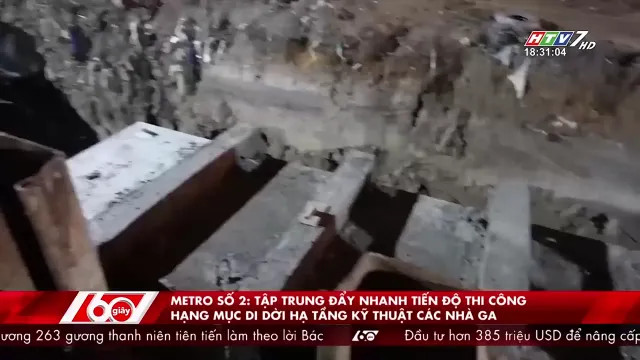 HTV7 HD
18:31:04
60 giây
METRO SỐ 2: TẬP TRUNG ĐẨY NHANH TIẾN ĐỘ THI CÔNG
HẠNG MỤC DI DỜI HẠ TẦNG KỸ THUẬT CÁC NHÀ GA
ương 263 gương thanh niên tiên tiến làm theo lời Bác 60 Đầu tư hơn 385 triệu USD để nâng cấp